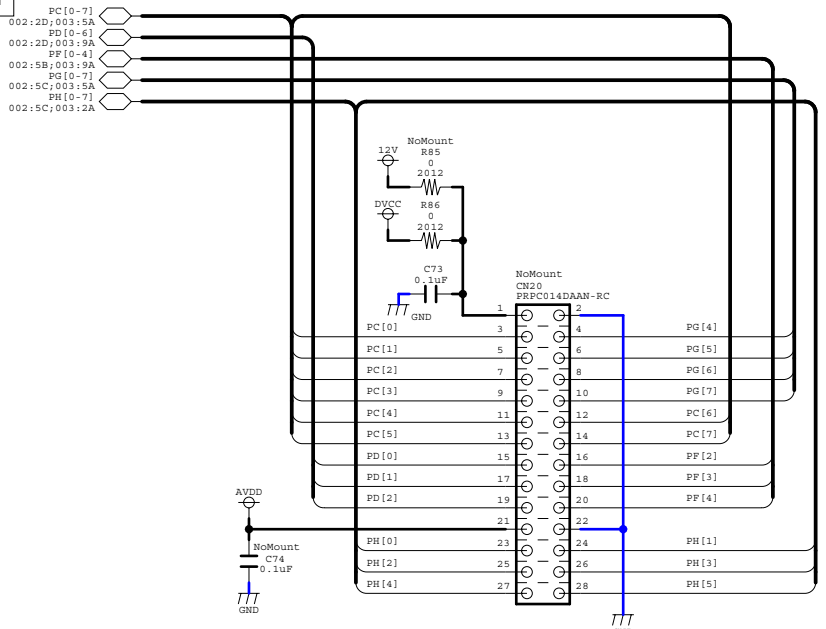 PC[0-7]
002:2D;003:5A
PD[0-6]
002:2D;003:9A
PF[0-4]
002:5B;003:9A
PG[0-7]
002:5C;003:5A
PH[0-7]
002:5C;003:2A
NoMount
12V
R85
0
2012
DVCC
R86
0
2012
C73
0.1uF
GND
NoMount
CN20
PRPC014DAAN-RC
1 2
PC[0] 3 4 PG[4]
PC[1] 5 6 PG[5]
PC[2] 7 8 PG[6]
PC[3] 9 10 PG[7]
PC[4] 11 12 PC[6]
PC[5] 13 14 PC[7]
PD[0] 15 16 PF[2]
PD[1] 17 18 PF[3]
PD[2] 19 20 PF[4]
AVDD
21 22
PH[0] 23 24 PH[1]
PH[2] 25 26 PH[3]
PH[4] 27 28 PH[5]
NoMount
C74
0.1uF
GND